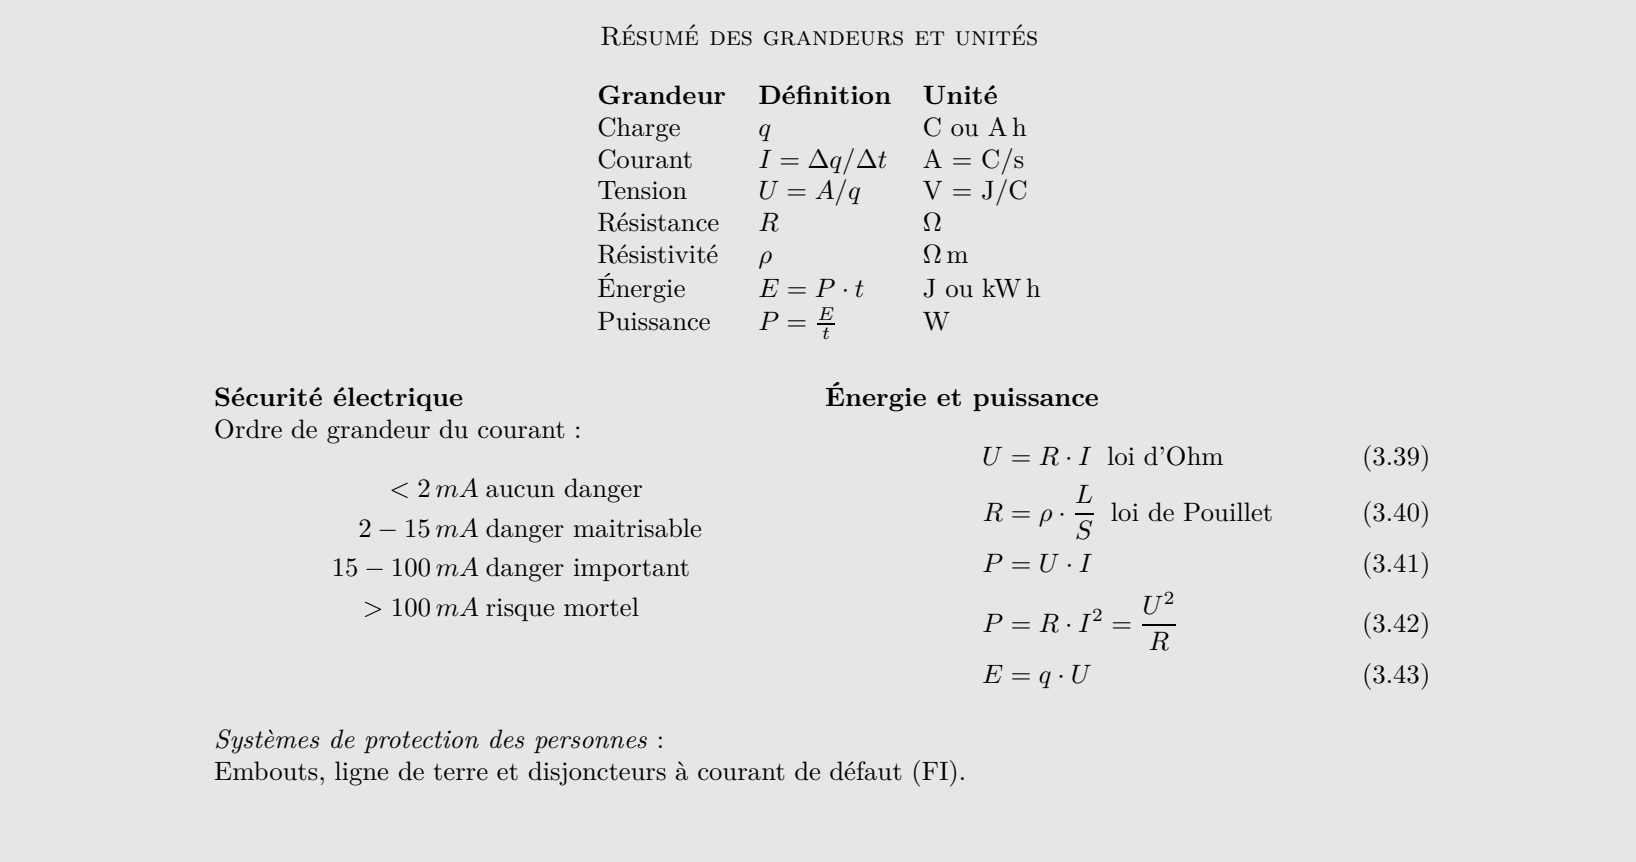 Résumé des grandeurs et unités
Grandeur Définition Unité
Charge q C ou A h
Courant I = Δq/Δt A = C/s
Tension U = A/q V = J/C
Résistance R Ω
Résistivité ρ Ω m
Énergie E = P · t J ou kW h
Puissance P = E/t W
Sécurité électrique
Ordre de grandeur du courant :
< 2 mA aucun danger
2 − 15 mA danger maitrisable
15 − 100 mA danger important
> 100 mA risque mortel
Énergie et puissance
U = R · I loi d'Ohm (3.39)
R = ρ · L/S loi de Pouillet (3.40)
P = U · I (3.41)
P = R · I² = U²/R (3.42)
E = q · U (3.43)
Systèmes de protection des personnes :
Embouts, ligne de terre et disjoncteurs à courant de défaut (FI).